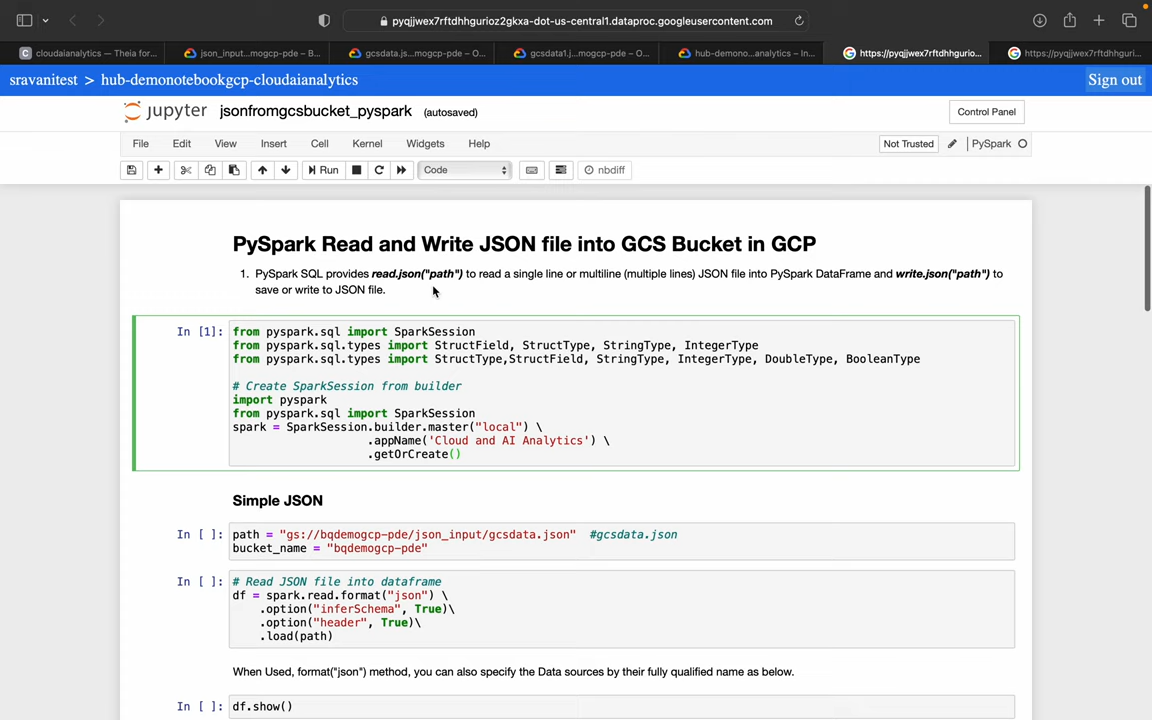 pyqjjwex7rftdhhgurioz2gkxa-dot-us-central1.dataproc.googleusercontent.com
cloudaianalytics — Theia for...
json_input...mogcp-pde – B...
gcsdata.js...mogcp-pde – O...
gcsdata1.j...mogcp-pde – O...
hub-demono...analytics – In...
https://pyqjjwex7rftdhhgurio...
https://pyqjjwex7rftdhhguri...
sravanitest > hub-demonotebookgcp-cloudaianalytics
Sign out
jupyter jsonfromgcsbucket_pyspark (autosaved)
Control Panel
File Edit View Insert Cell Kernel Widgets Help
Not Trusted
PySpark
Run
Code
nbdiff
PySpark Read and Write JSON file into GCS Bucket in GCP
1. PySpark SQL provides read.json("path") to read a single line or multiline (multiple lines) JSON file into PySpark DataFrame and write.json("path") to
save or write to JSON file.
In [1]: from pyspark.sql import SparkSession
from pyspark.sql.types import StructField, StructType, StringType, IntegerType
from pyspark.sql.types import StructType,StructField, StringType, IntegerType, DoubleType, BooleanType
# Create SparkSession from builder
import pyspark
from pyspark.sql import SparkSession
spark = SparkSession.builder.master("local") \
.appName('Cloud and AI Analytics') \
.getOrCreate()
Simple JSON
In [ ]: path = "gs://bqdemogcp-pde/json_input/gcsdata.json" #gcsdata.json
bucket_name = "bqdemogcp-pde"
In [ ]: # Read JSON file into dataframe
df = spark.read.format("json") \
.option("inferSchema", True)\
.option("header", True)\
.load(path)
When Used, format("json") method, you can also specify the Data sources by their fully qualified name as below.
In [ ]: df.show()